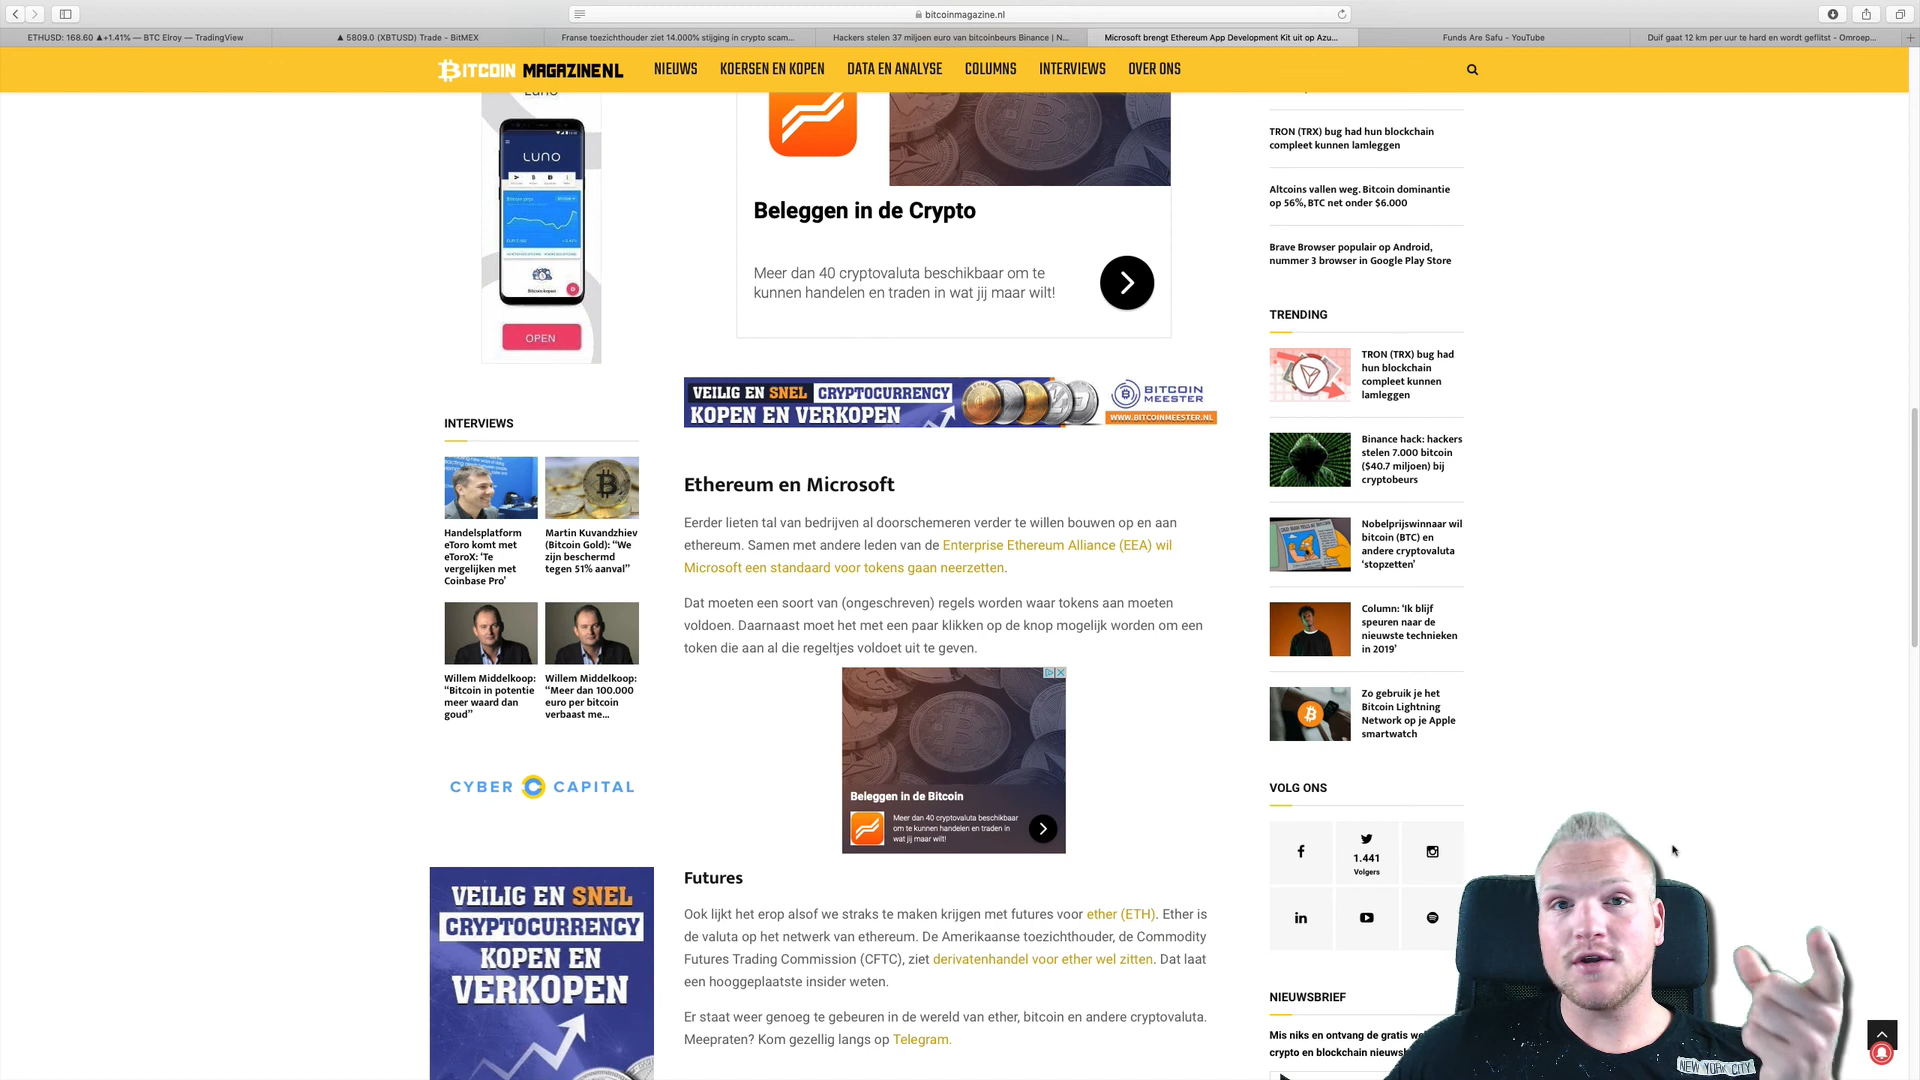 bitcoinmagazine.nl
ETHUSD: 168.60 ▲+1.41% — BTC Elroy — TradingView
▲ 5809.0 (XBTUSD) Trade - BitMEX
Franse toezichthouder ziet 14.000% stijging in crypto scam...
Hackers stelen 37 miljoen euro van bitcoinbeurs Binance | N...
Microsoft brengt Ethereum App Development Kit uit op Azu...
Funds Are Safu - YouTube
Duif gaat 12 km per uur te hard en wordt geflitst - Omroep...
BITCOIN MAGAZINENL
NIEUWS
KOERSEN EN KOPEN
DATA EN ANALYSE
COLUMNS
INTERVIEWS
OVER ONS
Luno
LUNO
OPEN
Beleggen in de Crypto
Meer dan 40 cryptovaluta beschikbaar om te
kunnen handelen en traden in wat jij maar wilt!
VEILIG EN SNEL CRYPTOCURRENCY
KOPEN EN VERKOPEN
BITCOIN
MEESTER
WWW.BITCOINMEESTER.NL
INTERVIEWS
Handelsplatform
eToro komt met
eToroX: ‘Te
vergelijken met
Coinbase Pro’
Martin Kuvandzhiev
(Bitcoin Gold): “We
zijn beschermd
tegen 51% aanval”
Willem Middelkoop:
“Bitcoin in potentie
meer waard dan
goud”
Willem Middelkoop:
“Meer dan 100.000
euro per bitcoin
verbaast me...
CYBER CAPITAL
VEILIG EN SNEL
CRYPTOCURRENCY
KOPEN EN
VERKOPEN
Ethereum en Microsoft
Eerder lieten tal van bedrijven al doorschemeren verder te willen bouwen op en aan
ethereum. Samen met andere leden van de Enterprise Ethereum Alliance (EEA) wil
Microsoft een standaard voor tokens gaan neerzetten.
Dat moeten een soort van (ongeschreven) regels worden waar tokens aan moeten
voldoen. Daarnaast moet het met een paar klikken op de knop mogelijk worden om een
token die aan al die regeltjes voldoet uit te geven.
Beleggen in de Bitcoin
Meer dan 40 cryptovaluta beschikbaar
om te kunnen handelen en traden in
wat jij maar wilt!
Futures
Ook lijkt het erop alsof we straks te maken krijgen met futures voor ether (ETH). Ether is
de valuta op het netwerk van ethereum. De Amerikaanse toezichthouder, de Commodity
Futures Trading Commission (CFTC), ziet derivatenhandel voor ether wel zitten. Dat laat
een hooggeplaatste insider weten.
Er staat weer genoeg te gebeuren in de wereld van ether, bitcoin en andere cryptovaluta.
Meepraten? Kom gezellig langs op Telegram.
TRON (TRX) bug had hun blockchain
compleet kunnen lamleggen
Altcoins vallen weg. Bitcoin dominantie
op 56%, BTC net onder $6.000
Brave Browser populair op Android,
nummer 3 browser in Google Play Store
TRENDING
TRON (TRX) bug had
hun blockchain
compleet kunnen
lamleggen
Binance hack: hackers
stelen 7.000 bitcoin
($40.7 miljoen) bij
cryptobeurs
Nobelprijswinnaar wil
bitcoin (BTC) en
andere cryptovaluta
‘stopzetten’
Column: ‘Ik blijf
speuren naar de
nieuwste technieken
in 2019’
Zo gebruik je het
Bitcoin Lightning
Network op je Apple
smartwatch
VOLG ONS
1.441
Volgers
NIEUWSBRIEF
Mis niks en ontvang de gratis
crypto en blockchain
NEW YORK CITY